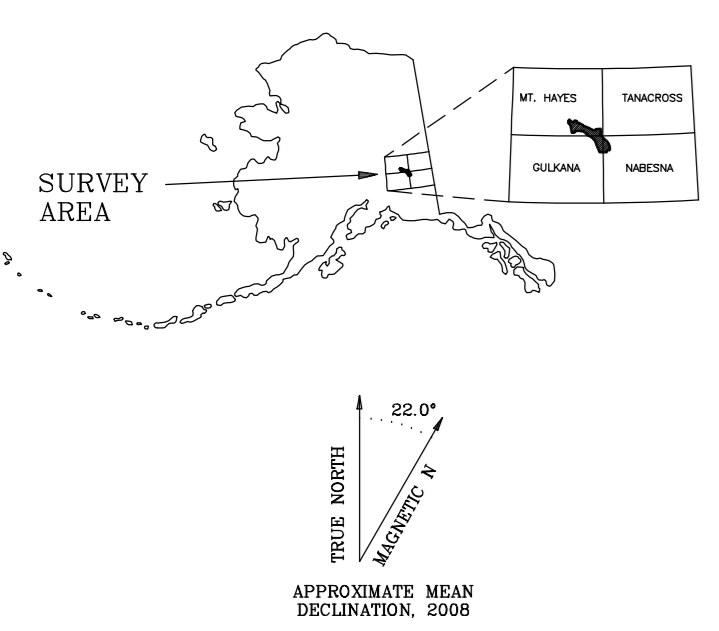 MT. HAYES
TANACROSS
GULKANA
NABESNA
SURVEY
AREA
22.0°
TRUE NORTH
MAGNETIC N
APPROXIMATE MEAN
DECLINATION, 2008